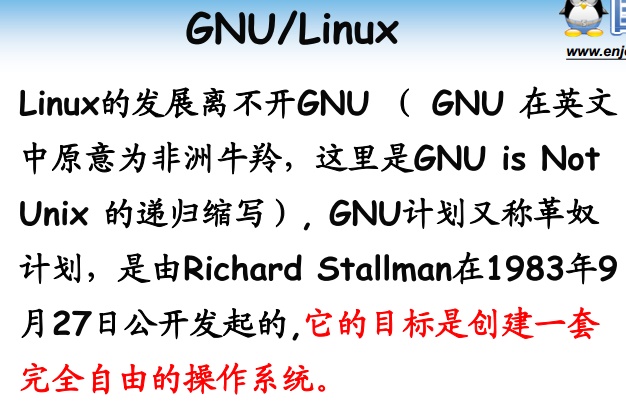 GNU/Linux
www.enj
Linux的发展离不开GNU （ GNU 在英文
中原意为非洲牛羚，这里是GNU is Not
Unix 的递归缩写）, GNU计划又称革奴
计划，是由Richard Stallman在1983年9
月27日公开发起的,它的目标是创建一套
完全自由的操作系统。